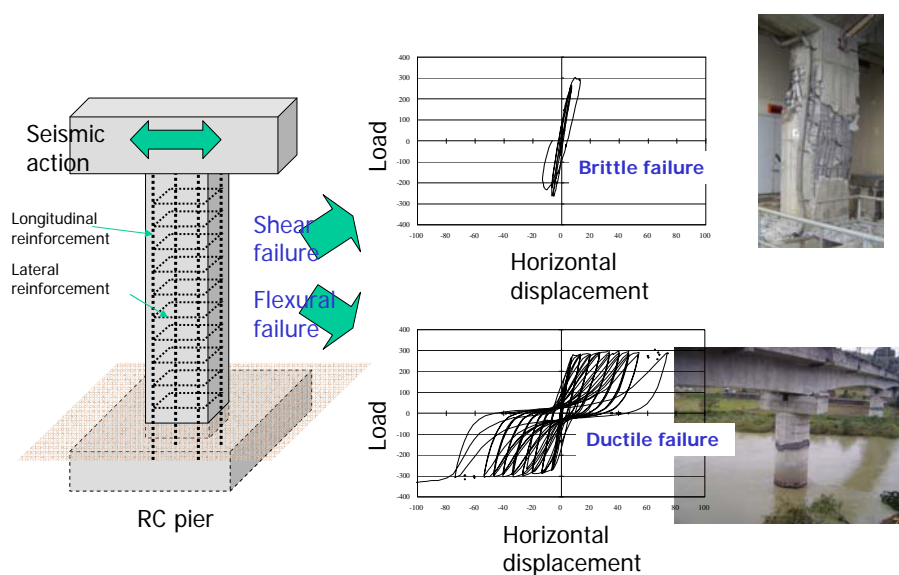 Seismic
action
Longitudinal
reinforcement
Lateral
reinforcement
RC pier
Shear
failure
Flexural
failure
Load
400
300
200
100
0
-100
-200
-300
-400
-100 -80 -60 -40 -20 0 20 40 60 80 100
Brittle failure
Horizontal
displacement
Load
400
300
200
100
0
-100
-200
-300
-400
-100 -80 -60 -40 -20 0 20 40 60 80 100
Ductile failure
Horizontal
displacement